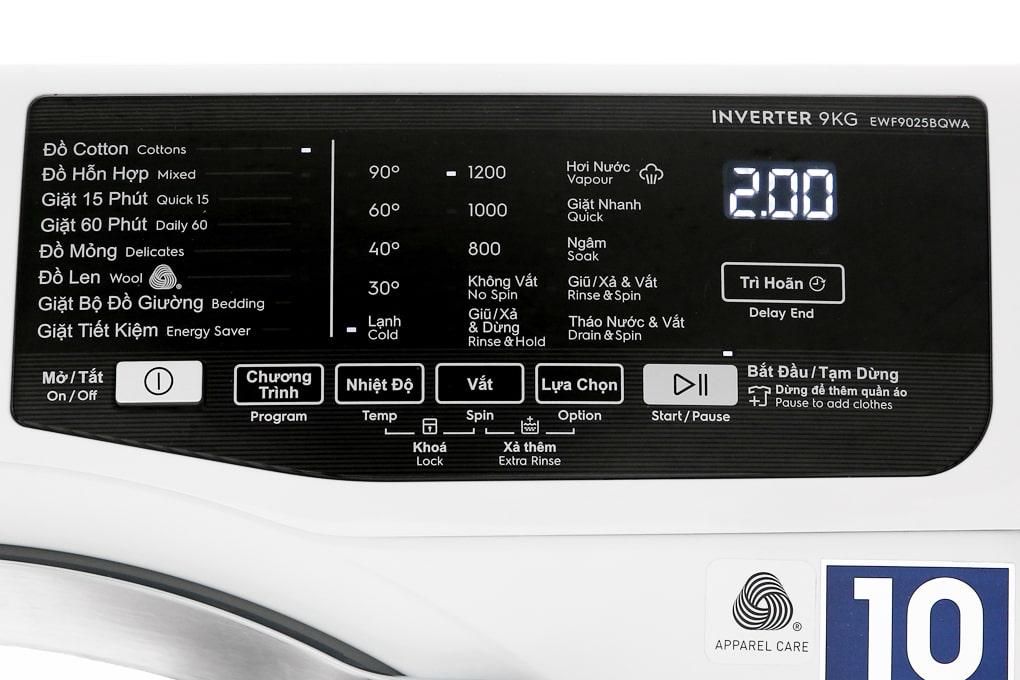 INVERTER 9KG EWF9025BQWA
Đồ Cotton Cottons
Đồ Hỗn Hợp Mixed
Giặt 15 Phút Quick 15
Giặt 60 Phút Daily 60
Đồ Mỏng Delicates
Đồ Len Wool
Giặt Bộ Đồ Giường Bedding
Giặt Tiết Kiệm Energy Saver
90°
60°
40°
30°
Lạnh
Cold
1200
1000
800
Không Vắt
No Spin
Giũ/Xả
& Dừng
Rinse & Hold
Hơi Nước
Vapour
Giặt Nhanh
Quick
Ngâm
Soak
Giũ/Xả & Vắt
Rinse & Spin
Tháo Nước & Vắt
Drain & Spin
2.00
Trì Hoãn
Delay End
Mở/Tắt
On/Off
Chương
Trình
Program
Nhiệt Độ
Temp
Vắt
Spin
Lựa Chọn
Option
Start/Pause
Bắt Đầu/Tạm Dừng
Dừng để thêm quần áo
Pause to add clothes
Khoá
Lock
Xả thêm
Extra Rinse
®
APPAREL CARE
10